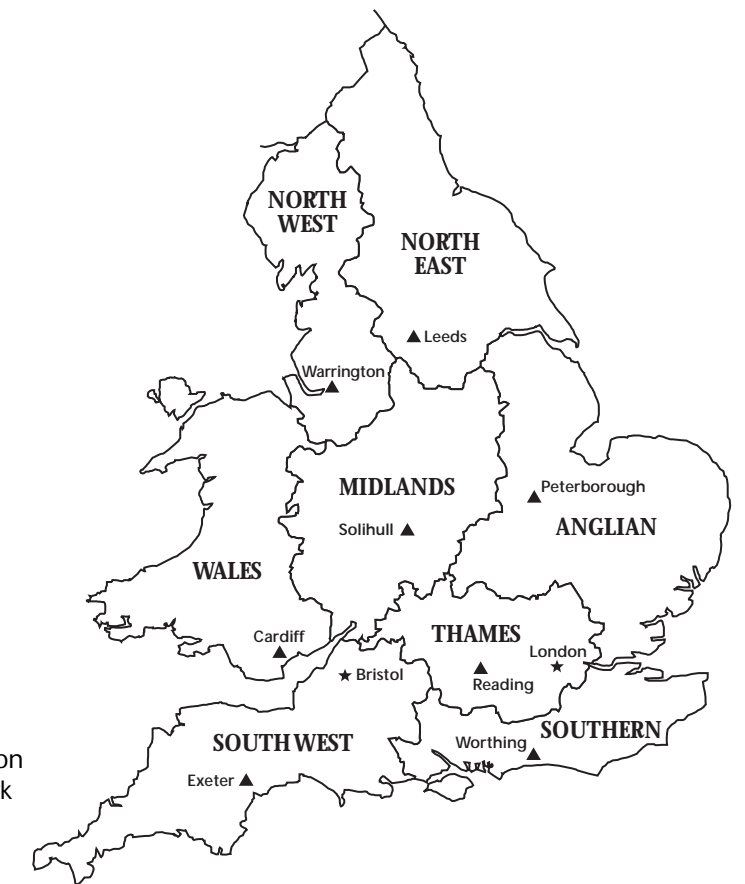 NORTH
WEST
NORTH
EAST
Leeds
Warrington
MIDLANDS
Peterborough
Solihull
ANGLIAN
WALES
Cardiff
THAMES
London
Bristol
Reading
SOUTH WEST
SOUTHERN
Worthing
Exeter
on
k